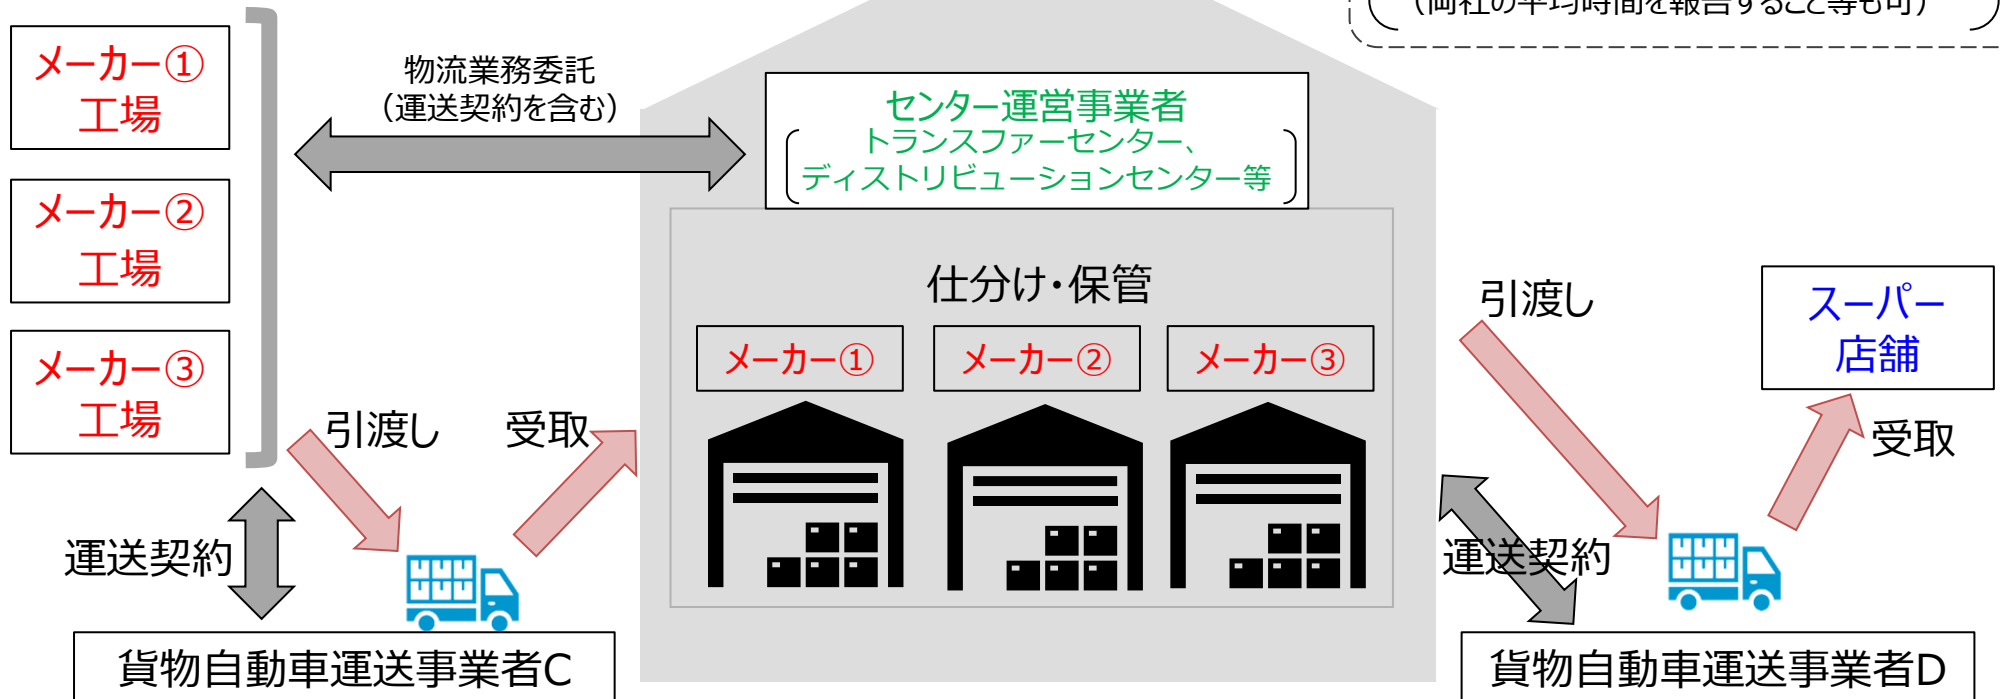 （両社の平均時間を報告すること等も可）
メーカー①
工場
物流業務委託
（運送契約を含む）
センター運営事業者
トランスファーセンター、
ディストリビューションセンター等
メーカー②
工場
仕分け・保管
引渡し
スーパー
店舗
メーカー③
工場
メーカー①
メーカー②
メーカー③
引渡し
受取
受取
運送契約
運送契約
貨物自動車運送事業者C
貨物自動車運送事業者D